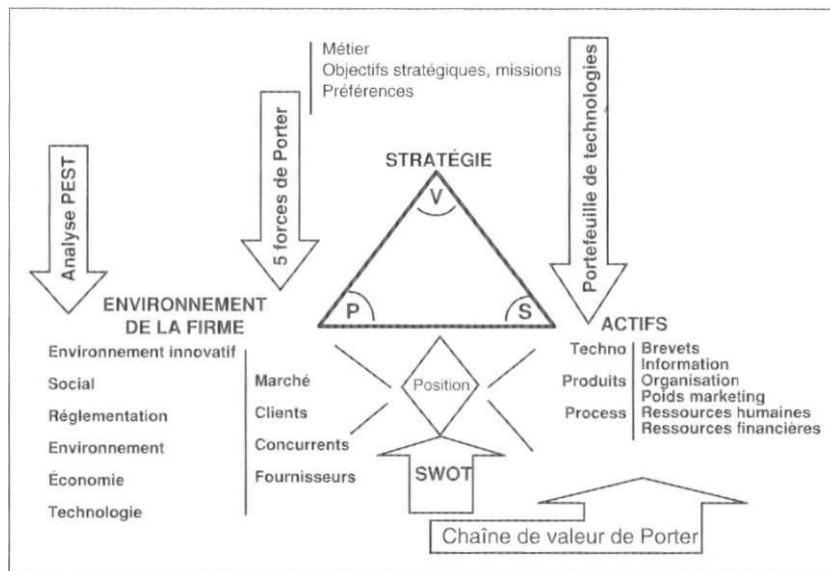 Métier
Objectifs stratégiques, missions
Préférences
Analyse PEST
5 forces de Porter
Portefeuille de technologies
STRATÉGIE
V
P
S
ENVIRONNEMENT
DE LA FIRME
Environnement innovatif
Social
Réglementation
Environnement
Économie
Technologie
Marché
Clients
Concurrents
Fournisseurs
Position
SWOT
ACTIFS
Techno
Produits
Process
Brevets
Information
Organisation
Poids marketing
Ressources humaines
Ressources financières
Chaîne de valeur de Porter